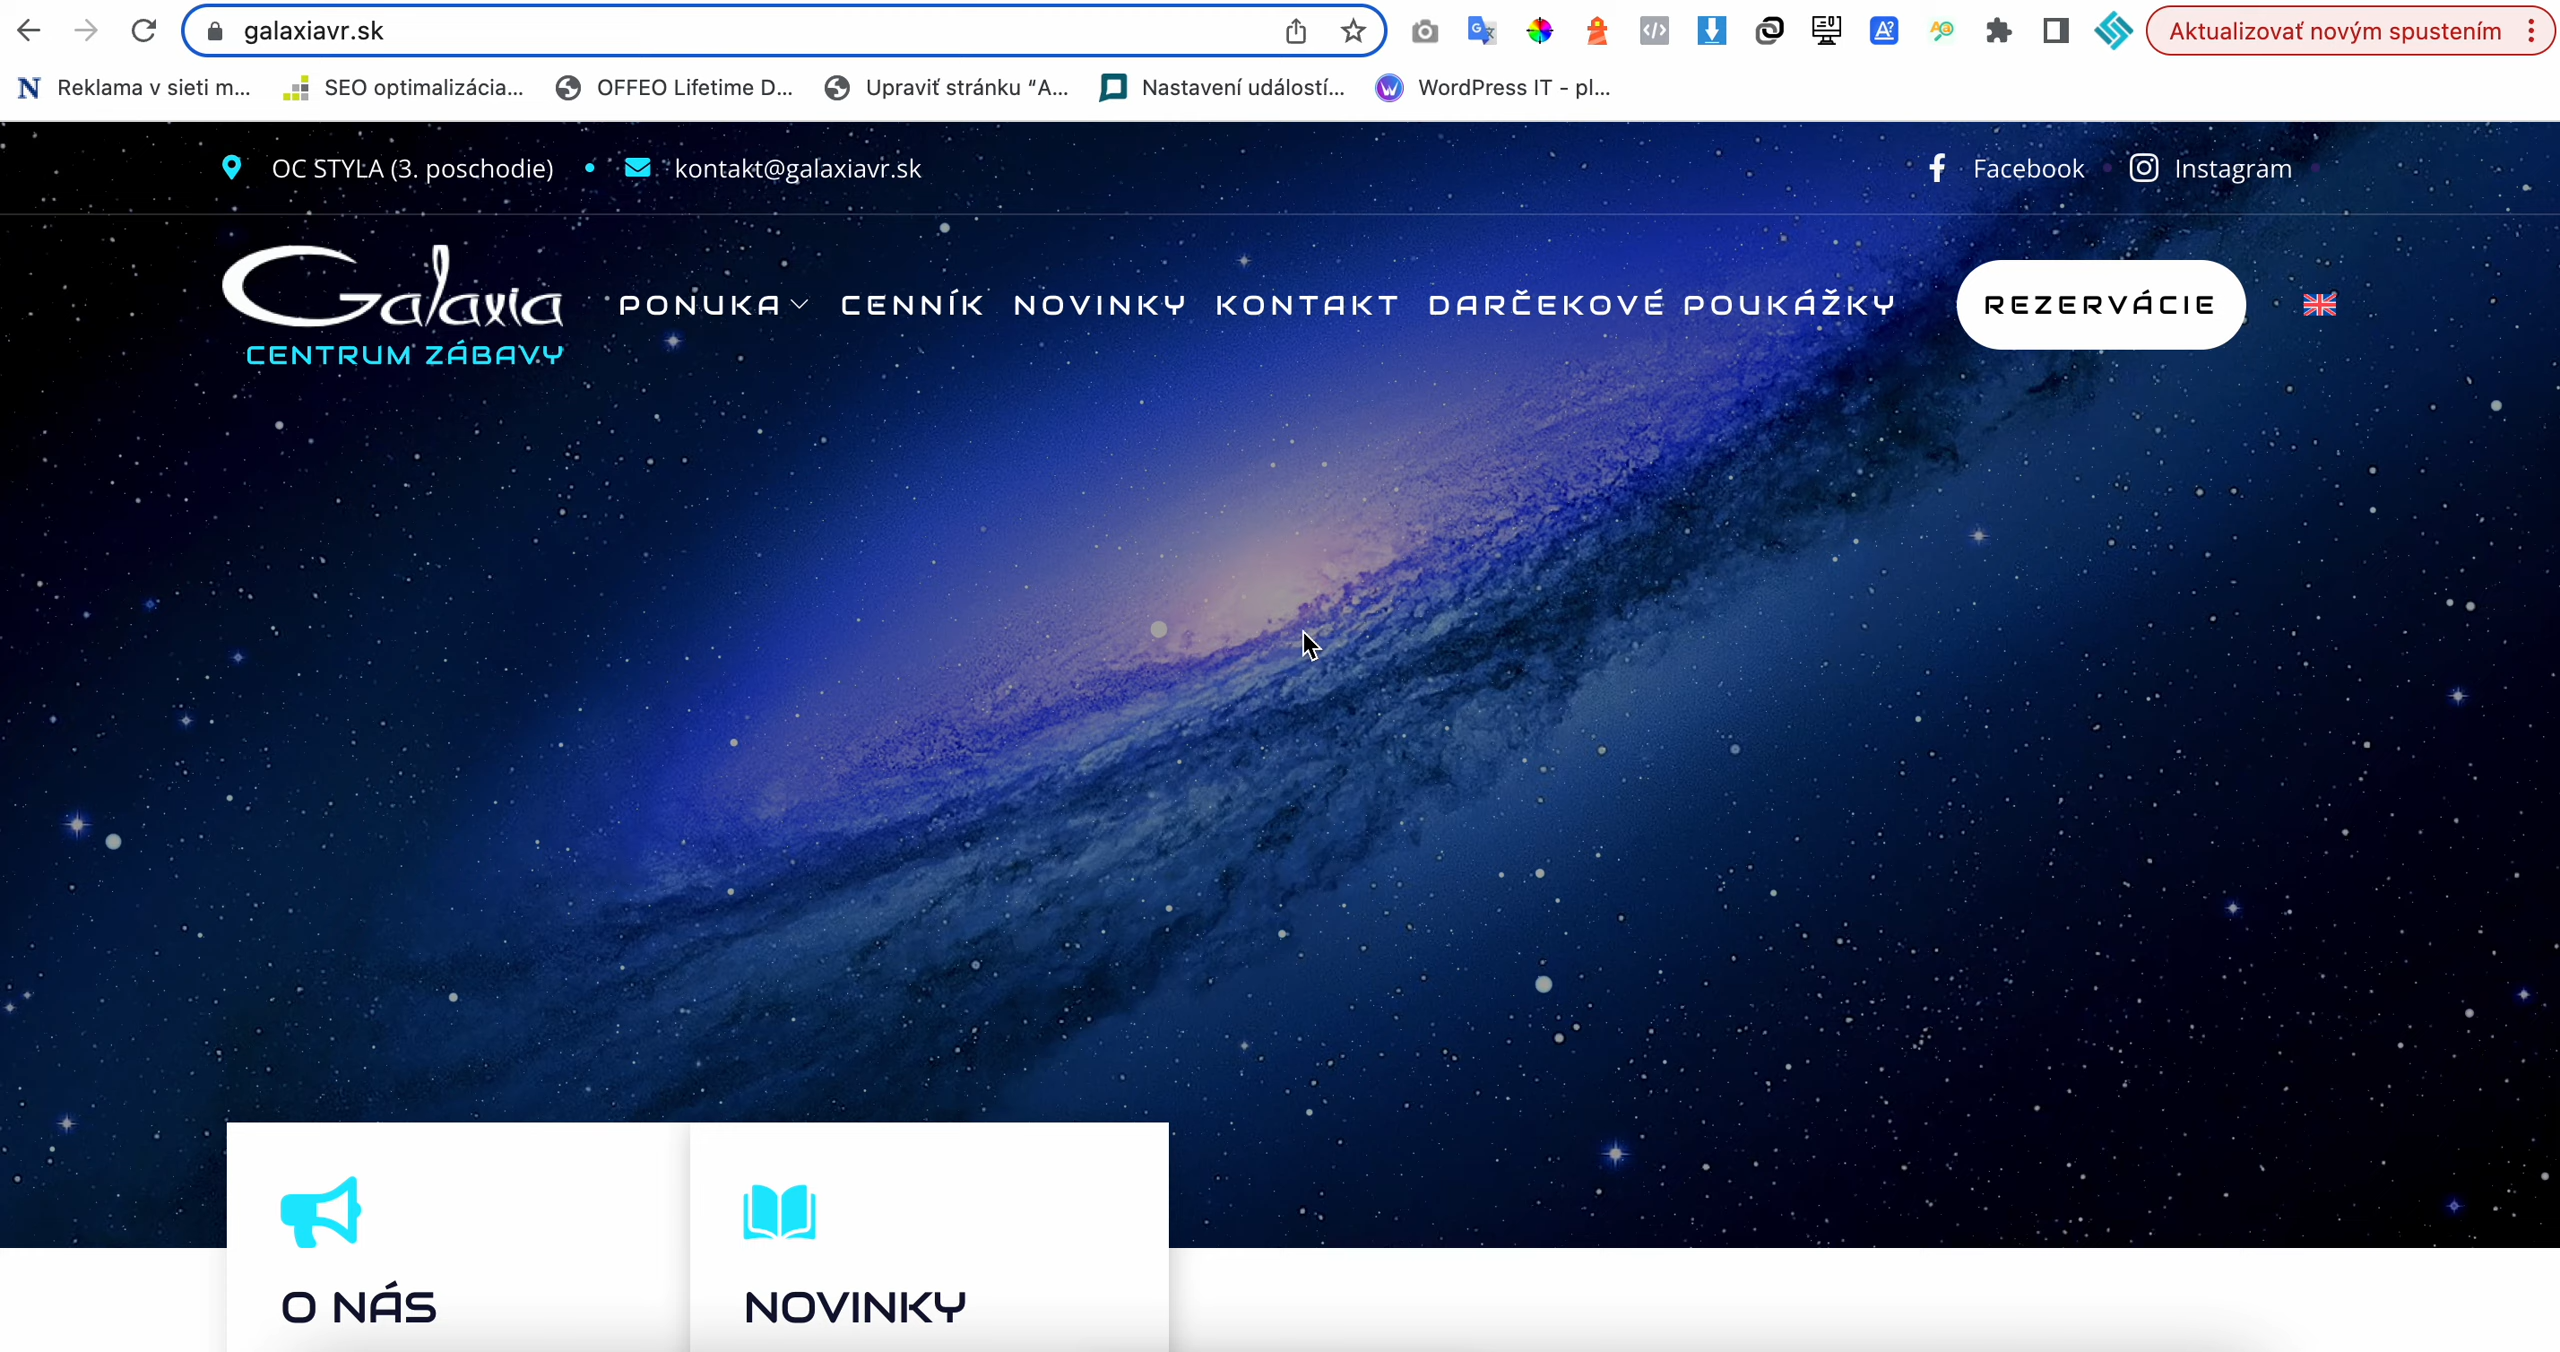 galaxiavr.sk
Aktualizovať novým spustením
Reklama v sieti m...
SEO optimalizácia...
OFFEO Lifetime D...
Upraviť stránku “A...
Nastavení událostí...
WordPress IT - pl...
OC STYLA (3. poschodie)
kontakt@galaxiavr.sk
Facebook
Instagram
Galaxia
CENTRUM ZÁBAVY
PONUKA
CENNÍK
NOVINKY
KONTAKT
DARČEKOVÉ POUKÁŽKY
REZERVÁCIE
O NÁS
NOVINKY